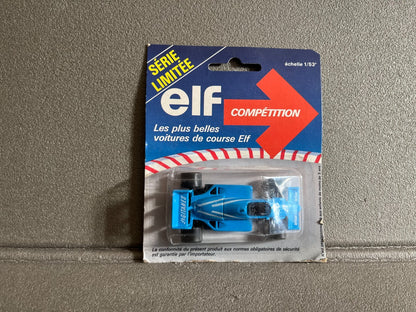 SÉRIE
LIMITÉE
échelle 1/53e
elf
COMPÉTITION
Les plus belles
voitures de course Elf
La conformité du présent produit aux normes obligatoires de sécurité
est garantie par l'importateur.